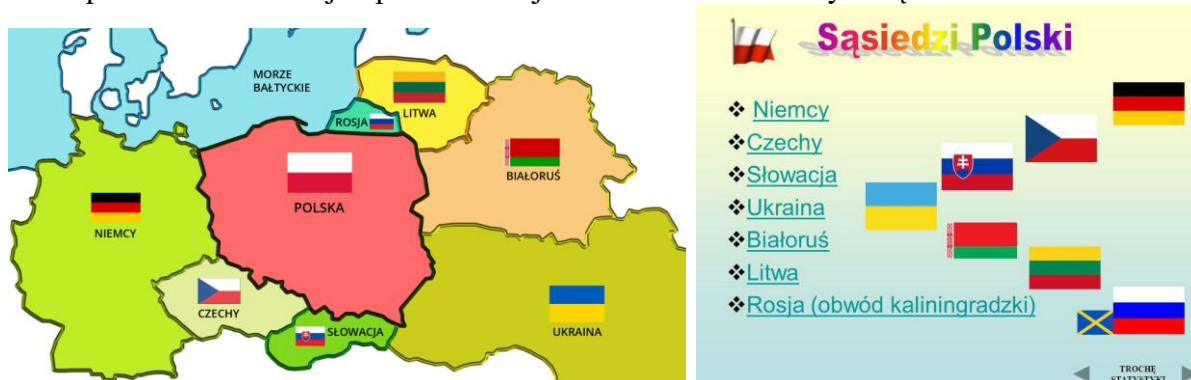 MORZE
BAŁTYCKIE
ROSJA
LITWA
BIAŁORUŚ
POLSKA
NIEMCY
CZECHY
SŁOWACJA
UKRAINA
Sąsiedzi Polski
❖ Niemcy
❖Czechy
❖Słowacja
❖Ukraina
❖Białoruś
❖Litwa
❖Rosja (obwód kaliningradzki)
TROCHĘ
STATYSTYKI